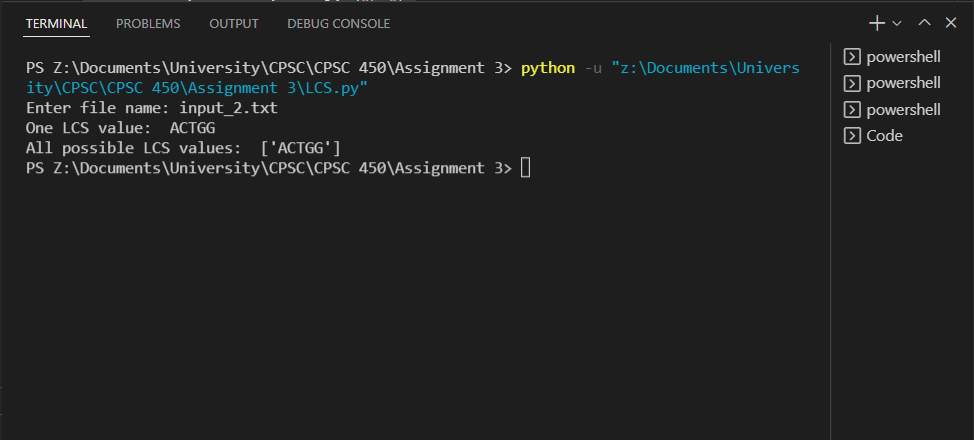 TERMINAL PROBLEMS OUTPUT DEBUG CONSOLE
PS Z:\Documents\University\CPSC\CPSC 450\Assignment 3> python -u "z:\Documents\Univers
ity\CPSC\CPSC 450\Assignment 3\LCS.py"
Enter file name: input_2.txt
One LCS value:  ACTGG
All possible LCS values:  ['ACTGG']
PS Z:\Documents\University\CPSC\CPSC 450\Assignment 3>
powershell
powershell
powershell
Code